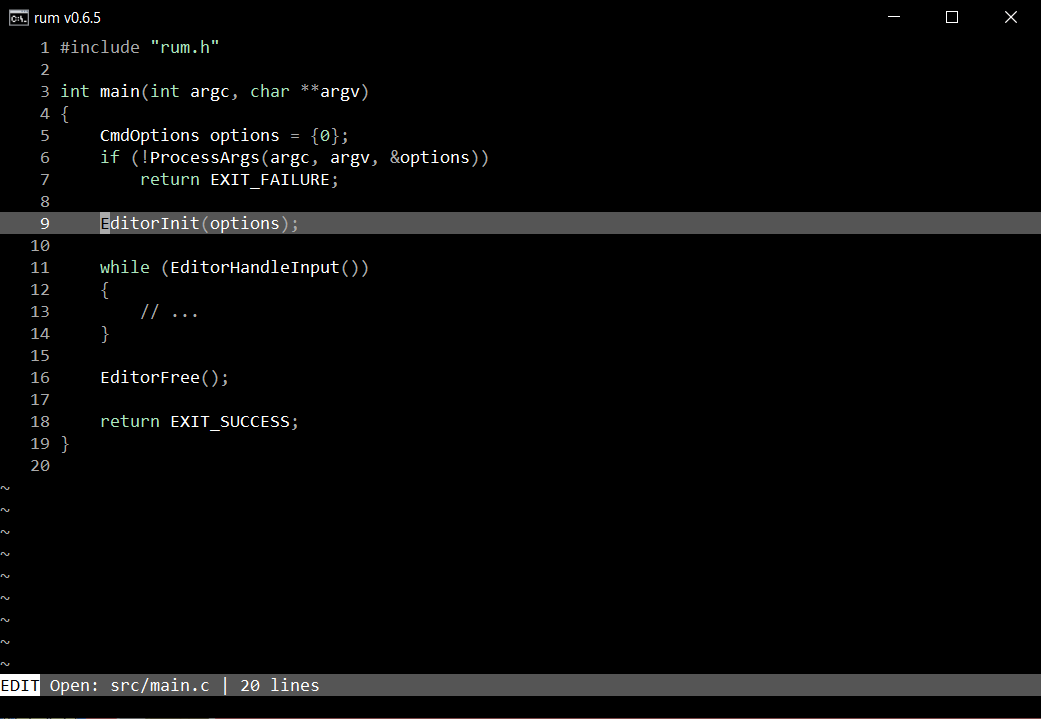 rum v0.6.5
1 #include "rum.h"
2
3 int main(int argc, char **argv)
4 {
5     CmdOptions options = {0};
6     if (!ProcessArgs(argc, argv, &options))
7         return EXIT_FAILURE;
8
9     EditorInit(options);
10
11     while (EditorHandleInput())
12     {
13         // ...
14     }
15
16     EditorFree();
17
18     return EXIT_SUCCESS;
19 }
20
~
~
~
~
~
~
~
~
~
EDIT Open: src/main.c | 20 lines